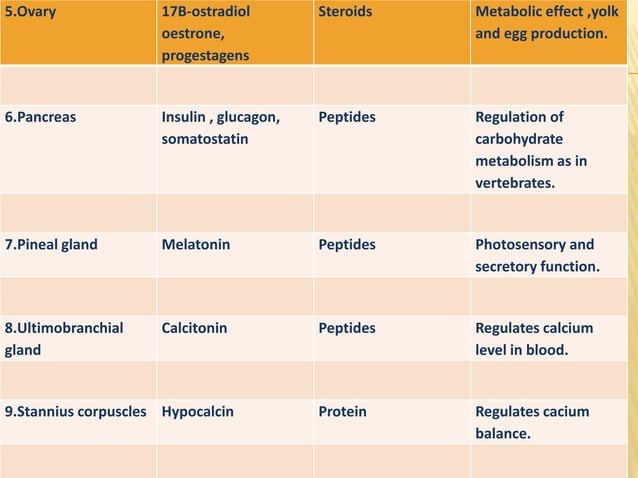 5.Ovary
17B-ostradiol
oestrone,
progestagens
Steroids
Metabolic effect ,yolk
and egg production.
6.Pancreas
Insulin , glucagon,
somatostatin
Peptides
Regulation of
carbohydrate
metabolism as in
vertebrates.
7.Pineal gland
Melatonin
Peptides
Photosensory and
secretory function.
8.Ultimobranchial
gland
Calcitonin
Peptides
Regulates calcium
level in blood.
9.Stannius corpuscles
Hypocalcin
Protein
Regulates cacium
balance.